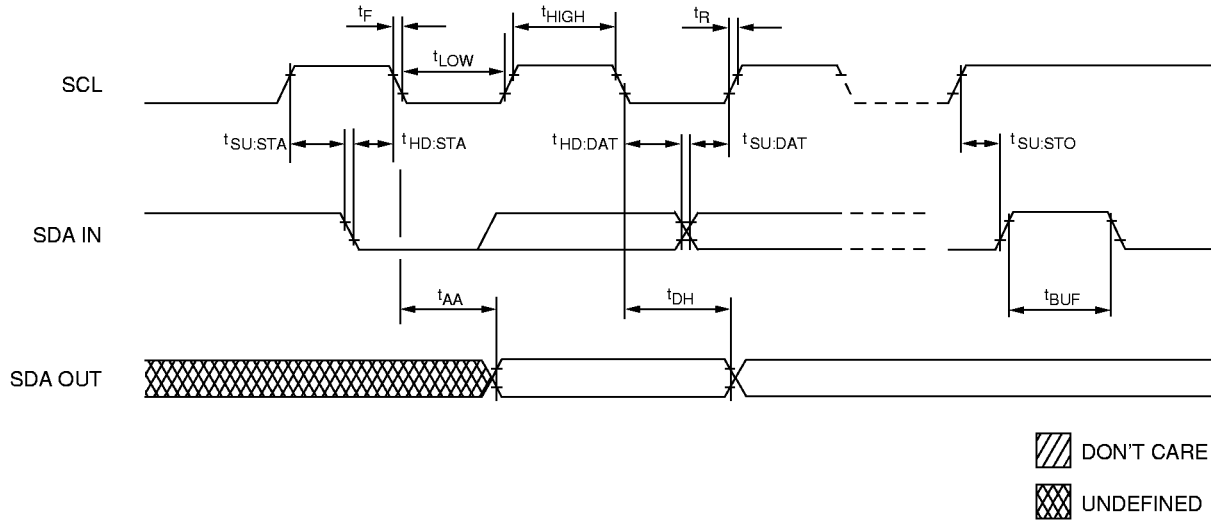 tF
tHIGH
tR
tLOW
SCL
tSU:STA
tHD:STA
tHD:DAT
tSU:DAT
tSU:STO
SDA IN
tAA
tDH
tBUF
SDA OUT
DON'T CARE
UNDEFINED